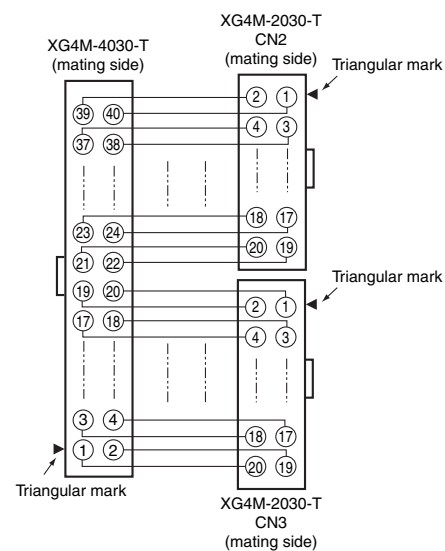 XG4M-4030-T
(mating side)
39 40
37 38
23 24
21 22
19 20
17 18
3 4
1 2
Triangular mark
XG4M-2030-T
CN2
(mating side)
Triangular mark
2 1
4 3
18 17
20 19
Triangular mark
2 1
4 3
18 17
20 19
XG4M-2030-T
CN3
(mating side)